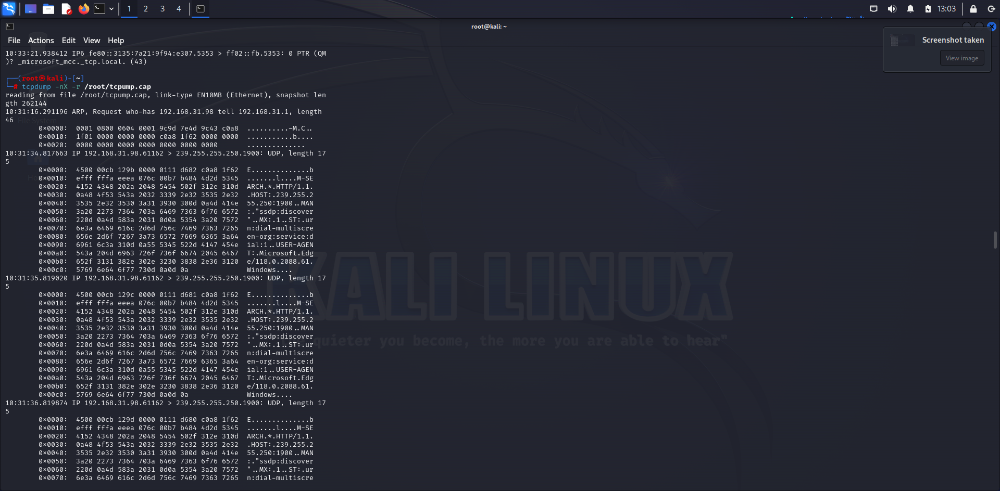 1 2 3 4
13:03
root@kali: ~
File Actions Edit View Help
Screenshot taken
View image
10:33:21.938412 IP6 fe80::3135:7a21:9f94:e307.5353 > ff02::fb.5353: 0 PTR (QM
)? _microsoft_mcc._tcp.local. (43)
┌──(root㉿kali)-[~]
└─# tcpdump -nX -r /root/tcpump.cap
reading from file /root/tcpump.cap, link-type EN10MB (Ethernet), snapshot len
gth 262144
10:31:16.291196 ARP, Request who-has 192.168.31.98 tell 192.168.31.1, length
46
File System
0x0000: 0001 0800 0604 0001 9c9d 7e4d 9c43 c0a8 ..........~M.C..
0x0010: 1f01 0000 0000 0000 c0a8 1f62 0000 0000 ...........b....
0x0020: 0000 0000 0000 0000 0000 0000 0000 ..............
10:31:34.817663 IP 192.168.31.98.61162 > 239.255.255.250.1900: UDP, length 17
5
0x0000: 4500 00cb 129b 0000 0111 d682 c0a8 1f62 E..............b
0x0010: efff fffa eeea 076c 00b7 b484 4d2d 5345 .......l....M-SE
0x0020: 4152 4348 202a 2048 5454 502f 312e 310d ARCH.*.HTTP/1.1.
0x0030: 0a48 4f53 543a 2032 3339 2e32 3535 2e32 .HOST:.239.255.2
0x0040: 3535 2e32 3530 3a31 3930 300d 0a4d 414e 55.250:1900..MAN
0x0050: 3a20 2273 7364 703a 6469 7363 6f76 6572 :."ssdp:discover
0x0060: 220d 0a4d 583a 2031 0d0a 5354 3a20 7572 "..MX:.1..ST:.ur
0x0070: 6e3a 6469 616c 2d6d 756c 7469 7363 7265 n:dial-multiscre
0x0080: 656e 2d6f 7267 3a73 6572 7669 6365 3a64 en-org:service:d
0x0090: 6961 6c3a 310d 0a55 5345 522d 4147 454e ial:1..USER-AGEN
0x00a0: 543a 204d 6963 726f 736f 6674 2045 6467 T:.Microsoft.Edg
0x00b0: 652f 3131 382e 302e 3230 3838 2e36 3120 e/118.0.2088.61.
0x00c0: 5769 6e64 6f77 730d 0a0d 0a Windows....
10:31:35.819020 IP 192.168.31.98.61162 > 239.255.255.250.1900: UDP, length 17
5
0x0000: 4500 00cb 129c 0000 0111 d681 c0a8 1f62 E..............b
0x0010: efff fffa eeea 076c 00b7 b484 4d2d 5345 .......l....M-SE
0x0020: 4152 4348 202a 2048 5454 502f 312e 310d ARCH.*.HTTP/1.1.
0x0030: 0a48 4f53 543a 2032 3339 2e32 3535 2e32 .HOST:.239.255.2
0x0040: 3535 2e32 3530 3a31 3930 300d 0a4d 414e 55.250:1900..MAN
0x0050: 3a20 2273 7364 703a 6469 7363 6f76 6572 :."ssdp:discover
0x0060: 220d 0a4d 583a 2031 0d0a 5354 3a20 7572 "..MX:.1..ST:.ur
0x0070: 6e3a 6469 616c 2d6d 756c 7469 7363 7265 n:dial-multiscre
0x0080: 656e 2d6f 7267 3a73 6572 7669 6365 3a64 en-org:service:d
0x0090: 6961 6c3a 310d 0a55 5345 522d 4147 454e ial:1..USER-AGEN
0x00a0: 543a 204d 6963 726f 736f 6674 2045 6467 T:.Microsoft.Edg
0x00b0: 652f 3131 382e 302e 3230 3838 2e36 3120 e/118.0.2088.61.
0x00c0: 5769 6e64 6f77 730d 0a0d 0a Windows....
10:31:36.819874 IP 192.168.31.98.61162 > 239.255.255.250.1900: UDP, length 17
5
0x0000: 4500 00cb 129d 0000 0111 d680 c0a8 1f62 E..............b
0x0010: efff fffa eeea 076c 00b7 b484 4d2d 5345 .......l....M-SE
0x0020: 4152 4348 202a 2048 5454 502f 312e 310d ARCH.*.HTTP/1.1.
0x0030: 0a48 4f53 543a 2032 3339 2e32 3535 2e32 .HOST:.239.255.2
0x0040: 3535 2e32 3530 3a31 3930 300d 0a4d 414e 55.250:1900..MAN
0x0050: 3a20 2273 7364 703a 6469 7363 6f76 6572 :."ssdp:discover
0x0060: 220d 0a4d 583a 2031 0d0a 5354 3a20 7572 "..MX:.1..ST:.ur
0x0070: 6e3a 6469 616c 2d6d 756c 7469 7363 7265 n:dial-multiscre
KALI LINUX
quieter you become, the more you are able to hear"